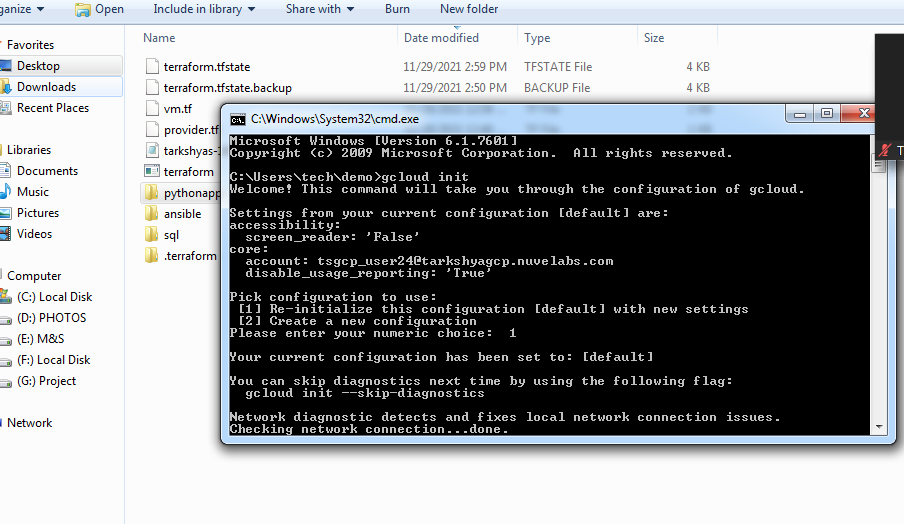 ganize Open Include in library Share with Burn New folder
Name Date modified Type Size
Favorites
Desktop
Downloads
Recent Places
Libraries
Documents
Music
Pictures
Videos
Computer
(C:) Local Disk
(D:) PHOTOS
(E:) M&S
(F:) Local Disk
(G:) Project
Network
terraform.tfstate 11/29/2021 2:59 PM TFSTATE File 4 KB
terraform.tfstate.backup 11/29/2021 2:50 PM BACKUP File 4 KB
vm.tf
provider.tf
tarkshyas-1
terraform
pythonapp
ansible
sql
.terraform
C:\Windows\System32\cmd.exe
Microsoft Windows [Version 6.1.7601]
Copyright (c) 2009 Microsoft Corporation.  All rights reserved.
C:\Users\tech\demo>gcloud init
Welcome! This command will take you through the configuration of gcloud.
Settings from your current configuration [default] are:
accessibility:
screen_reader: 'False'
core:
account: tsgcp_user24@tarkshyagcp.nuvelabs.com
disable_usage_reporting: 'True'
Pick configuration to use:
[1] Re-initialize this configuration [default] with new settings
[2] Create a new configuration
Please enter your numeric choice:  1
Your current configuration has been set to: [default]
You can skip diagnostics next time by using the following flag:
gcloud init --skip-diagnostics
Network diagnostic detects and fixes local network connection issues.
Checking network connection...done.
T